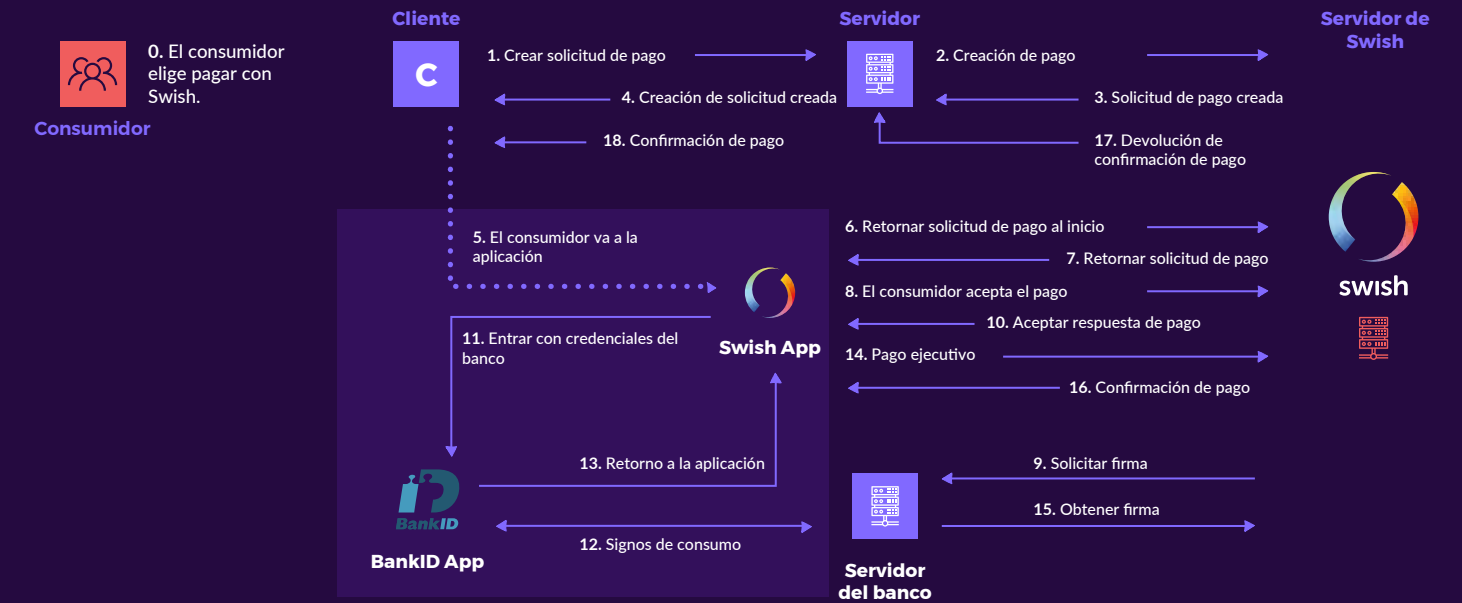 Cliente
Servidor
Servidor de
Swish
0. El consumidor
elige pagar con
Swish.
Consumidor
C
1. Crear solicitud de pago
2. Creación de pago
4. Creación de solicitud creada
3. Solicitud de pago creada
18. Confirmación de pago
17. Devolución de
confirmación de pago
5. El consumidor va a la
aplicación
6. Retornar solicitud de pago al inicio
7. Retornar solicitud de pago
8. El consumidor acepta el pago
swish
10. Aceptar respuesta de pago
11. Entrar con credenciales del
banco
Swish App
14. Pago ejecutivo
16. Confirmación de pago
13. Retorno a la aplicación
9. Solicitar firma
15. Obtener firma
iD
BankID
12. Signos de consumo
BankID App
Servidor
del banco